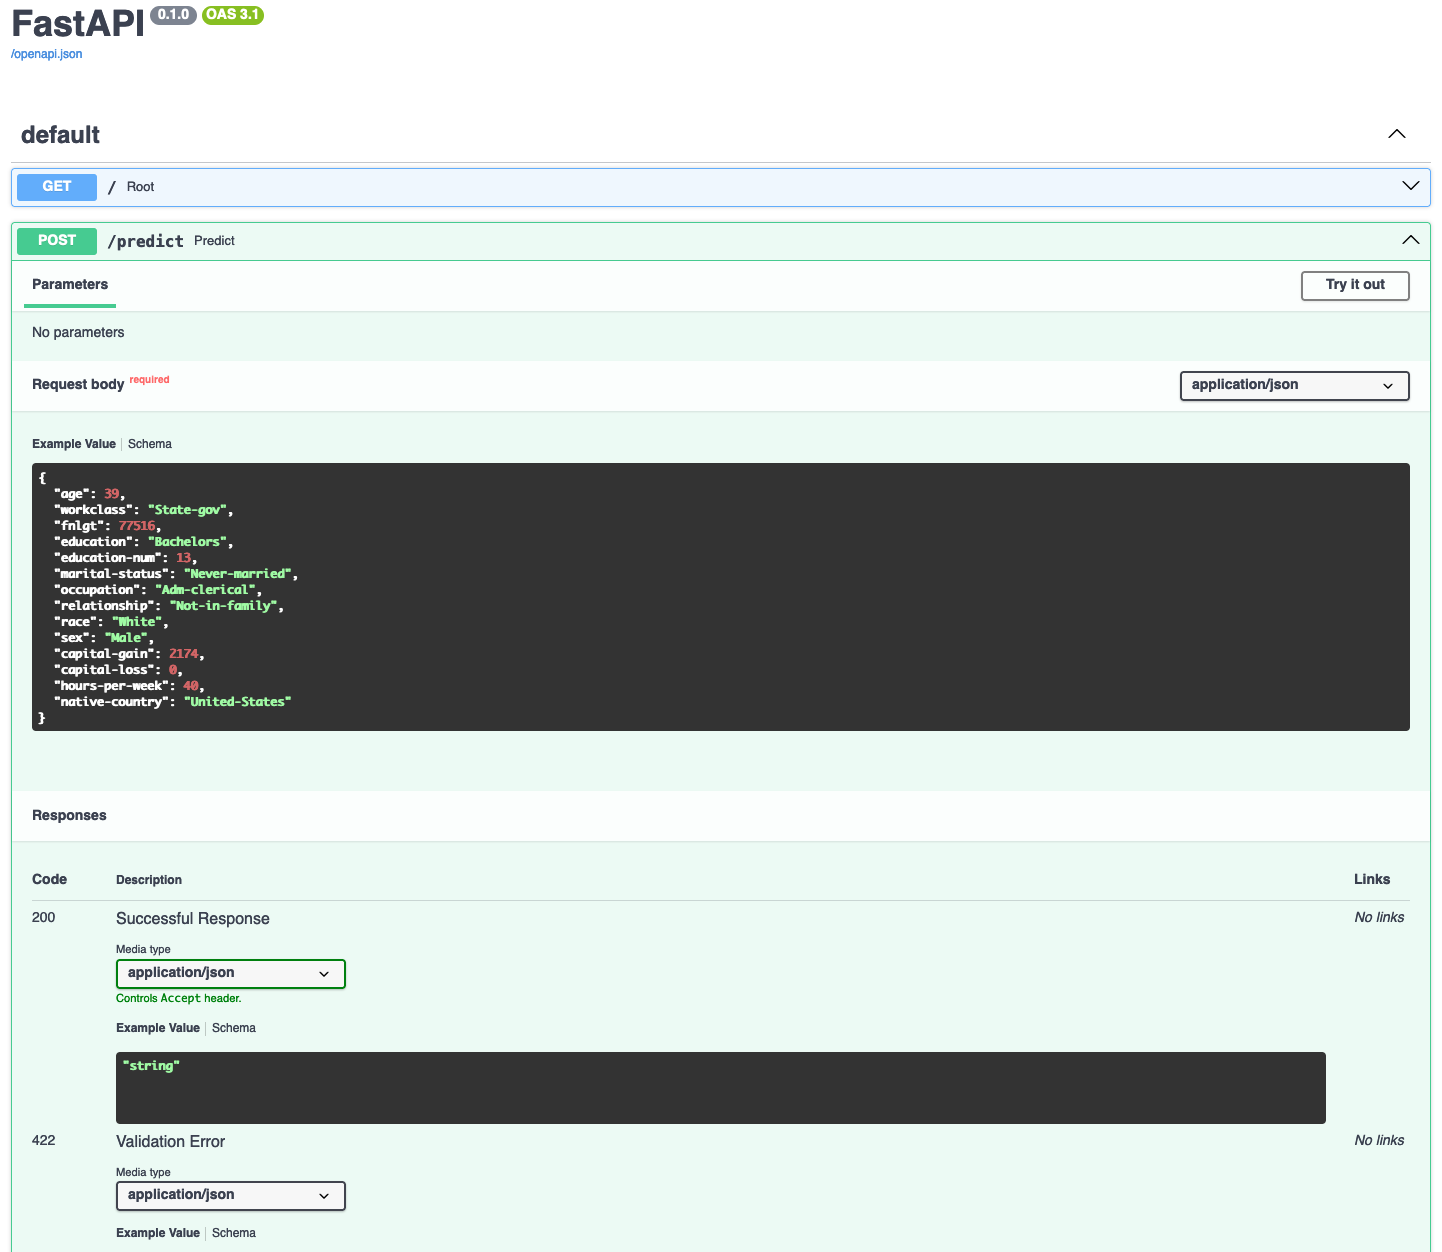 FastAPI 0.1.0 OAS 3.1
/openapi.json
default
GET / Root
POST /predict Predict
Parameters
Try it out
No parameters
Request body required
application/json
Example Value Schema
{
"age": 39,
"workclass": "State-gov",
"fnlgt": 77516,
"education": "Bachelors",
"education-num": 13,
"marital-status": "Never-married",
"occupation": "Adm-clerical",
"relationship": "Not-in-family",
"race": "White",
"sex": "Male",
"capital-gain": 2174,
"capital-loss": 0,
"hours-per-week": 40,
"native-country": "United-States"
}
Responses
Code Description Links
200 Successful Response No links
Media type
application/json
Controls Accept header.
Example Value Schema
"string"
422 Validation Error No links
Media type
application/json
Example Value Schema